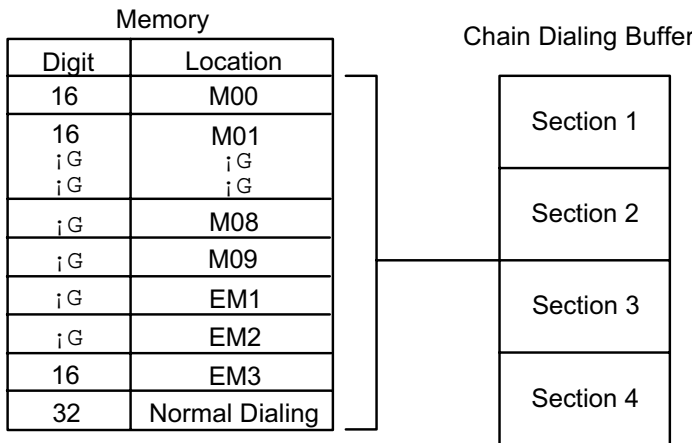 Memory
Chain Dialing Buffer
Digit Location
16 M00
16 M01
¡G ¡G
¡G ¡G
¡G M08
¡G M09
¡G EM1
¡G EM2
16 EM3
32 Normal Dialing
Section 1
Section 2
Section 3
Section 4